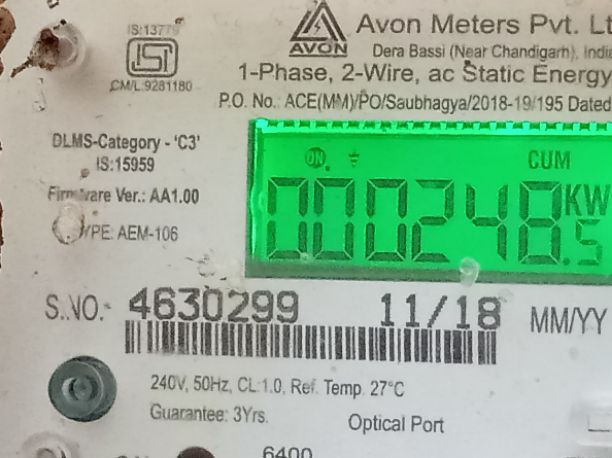 IS:13779
AVON
Avon Meters Pvt. Lt
Dera Bassi (Near Chandigarh), India
CM/L:9281180
1-Phase, 2-Wire, ac Static Energy
P.O. No.: ACE(MM)/PO/Saubhagya/2018-19/195 Dated
DLMS-Category - 'C3'
IS:15959
Firmware Ver.: AA1.00
TYPE: AEM-106
ON
CUM
000248.5
KW
S.NO.- 4630299 11/18 MM/YY
240V, 50Hz, CL:1.0, Ref. Temp. 27°C
Guarantee: 3Yrs.
Optical Port
6400